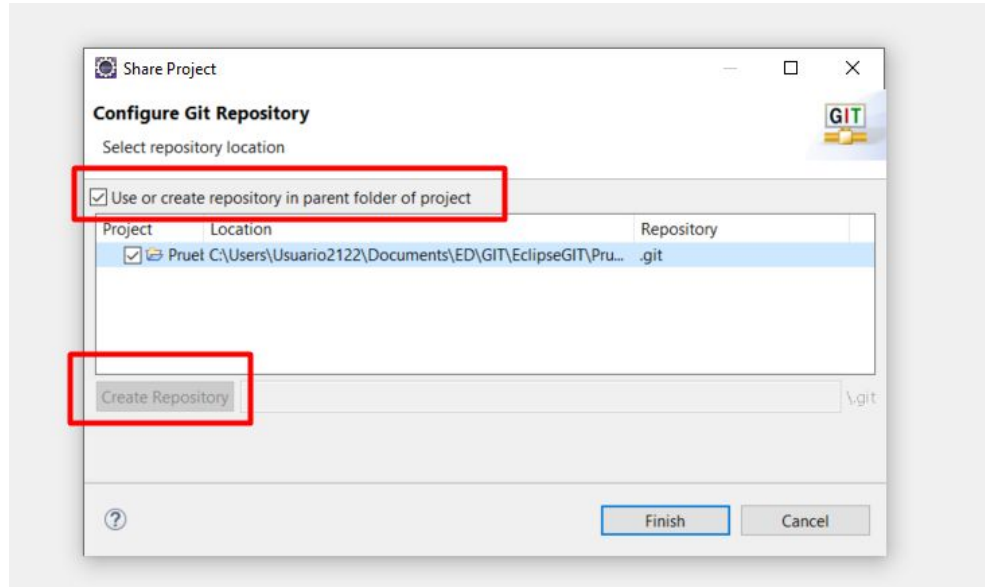 Share Project
Configure Git Repository
GIT
Select repository location
Use or create repository in parent folder of project
Project Location Repository
Pruel C:\Users\Usuario2122\Documents\ED\GIT\EclipseGIT\Pru... .git
Create Repository \.git
? Finish Cancel